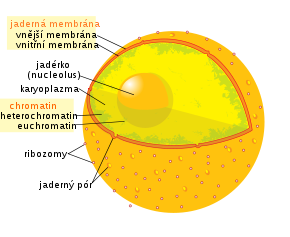 jaderná membrána
vnější membrána
vnitřní membrána
jadérko
(nucleolus)
karyoplazma
chromatin
heterochromatin
euchromatin
ribozomy
jaderný pór